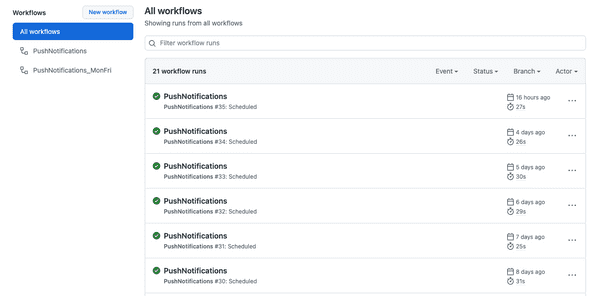 Workflows
New workflow
All workflows
PushNotifications
PushNotifications_MonFri
All workflows
Showing runs from all workflows
Filter workflow runs
21 workflow runs
Event
Status
Branch
Actor
PushNotifications
PushNotifications #35: Scheduled
16 hours ago
27s
PushNotifications
PushNotifications #34: Scheduled
4 days ago
26s
PushNotifications
PushNotifications #33: Scheduled
5 days ago
30s
PushNotifications
PushNotifications #32: Scheduled
6 days ago
29s
PushNotifications
PushNotifications #31: Scheduled
7 days ago
25s
PushNotifications
PushNotifications #30: Scheduled
8 days ago
31s